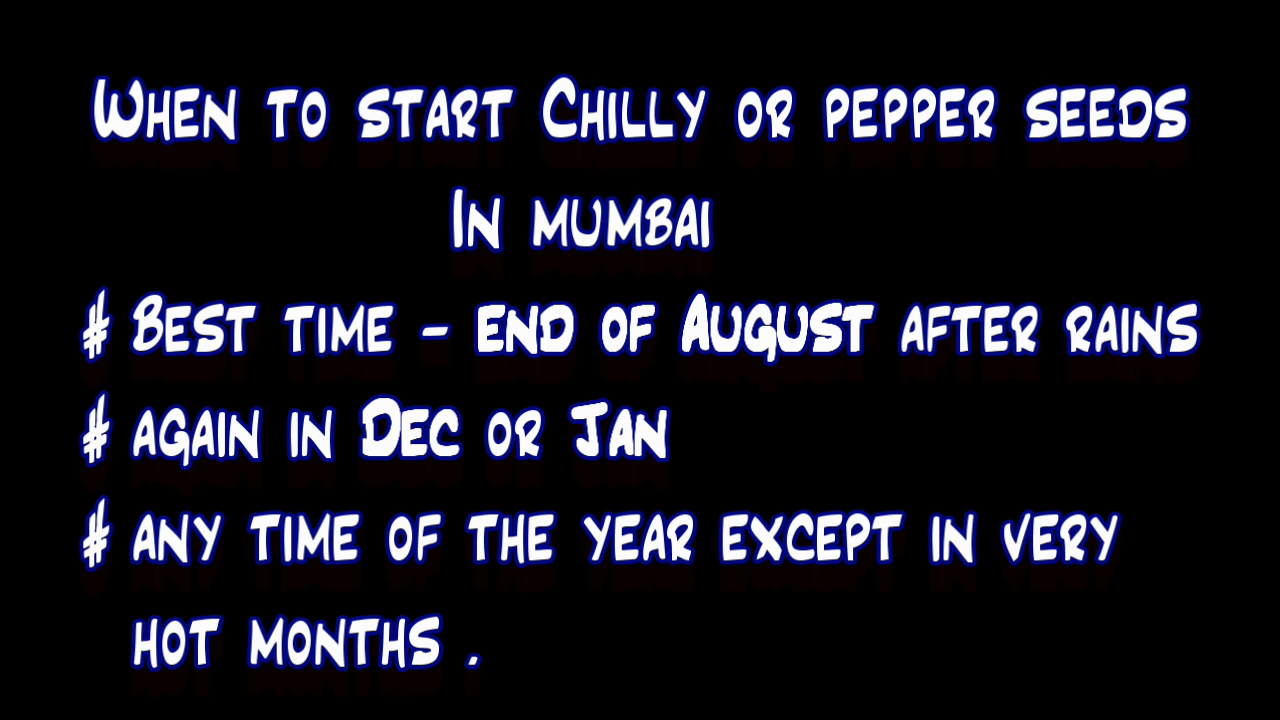 When to start Chilly or pepper seeds
In mumbai
# Best time - end of August after rains
# again in Dec or Jan
# any time of the year except in very
hot months .